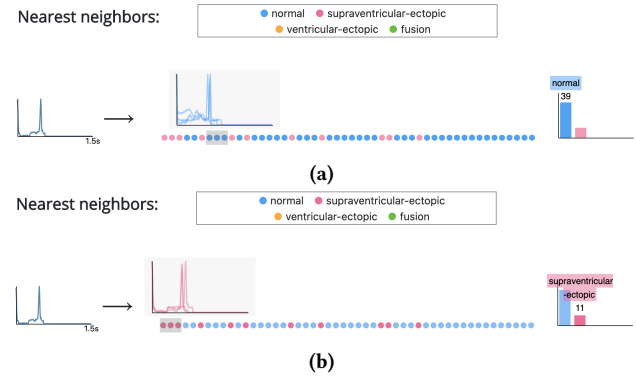 Nearest neighbors:
normal supraventricular-ectopic
ventricular-ectopic fusion
normal
39
1.5s
(a)
Nearest neighbors:
normal supraventricular-ectopic
ventricular-ectopic fusion
supraventricular
-ectopic
11
1.5s
(b)